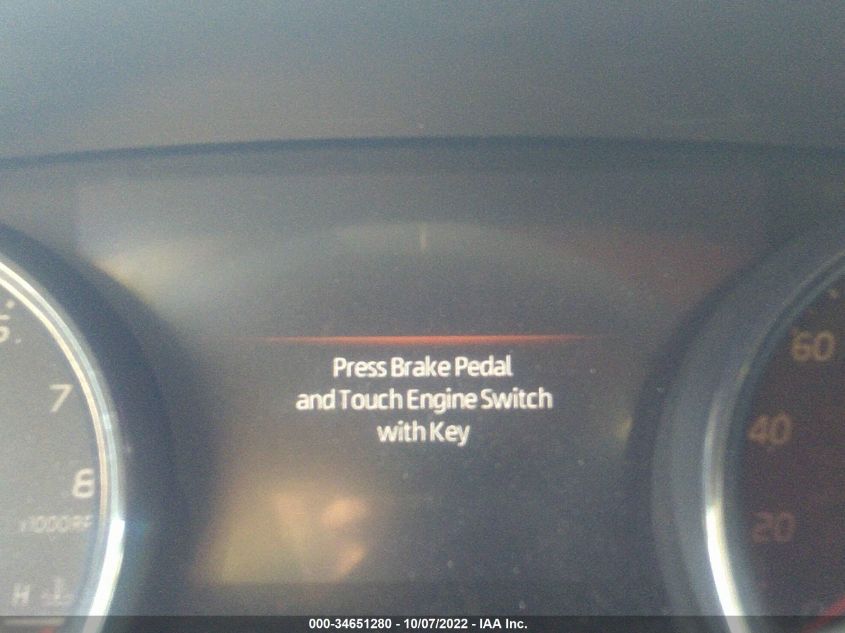 Press Brake Pedal
and Touch Engine Switch
with Key
7
8
x1000RP
H
60
40
20
000-34651280 - 10/07/2022 - IAA Inc.